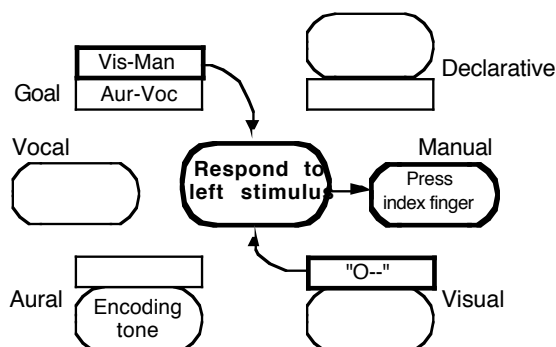 Vis-Man
Aur-Voc
Goal
Declarative
Vocal
Respond to
left stimulus
Manual
Press
index finger
Aural
Encoding
tone
"O--"
Visual